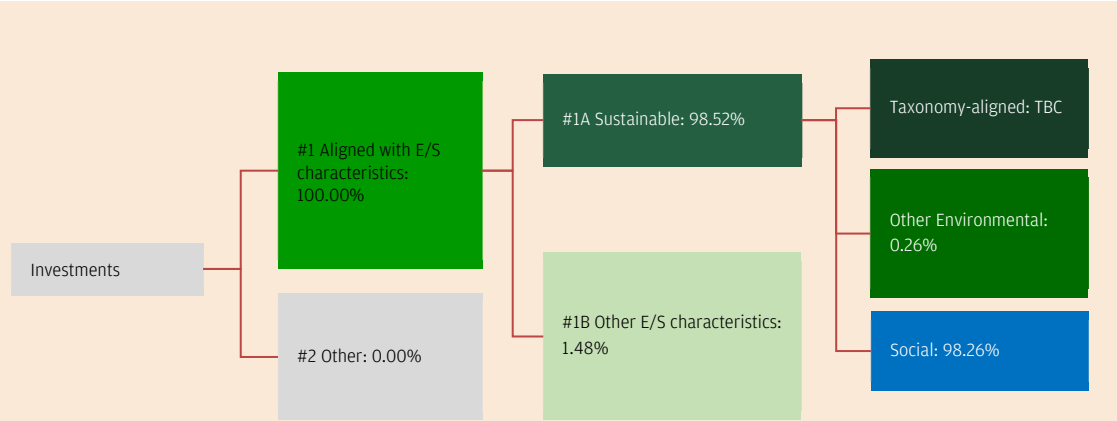 Investments
#1 Aligned with E/S
characteristics:
100.00%
#2 Other: 0.00%
#1A Sustainable: 98.52%
#1B Other E/S characteristics:
1.48%
Taxonomy-aligned: TBC
Other Environmental:
0.26%
Social: 98.26%